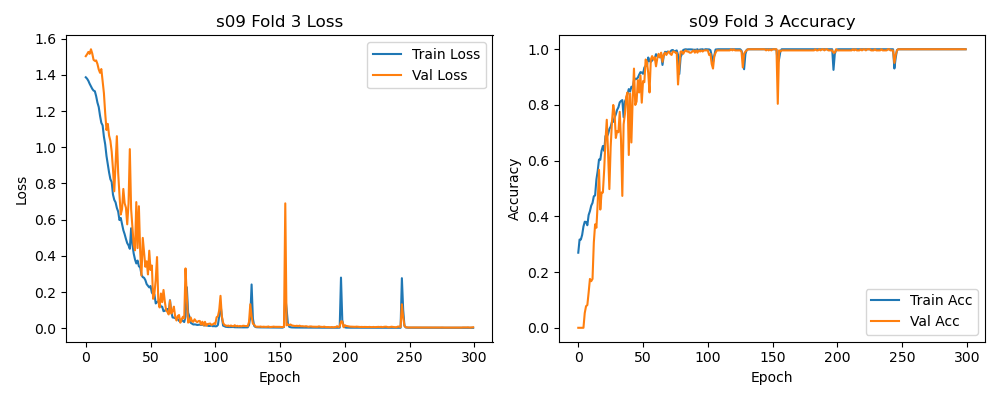 s09 Fold 3 Loss
Train Loss
Val Loss
1.6
1.4
1.2
1.0
0.8
0.6
0.4
0.2
0.0
Loss
0 50 100 150 200 250 300
Epoch
s09 Fold 3 Accuracy
1.0
0.8
0.6
0.4
0.2
0.0
Accuracy
Train Acc
Val Acc
0 50 100 150 200 250 300
Epoch